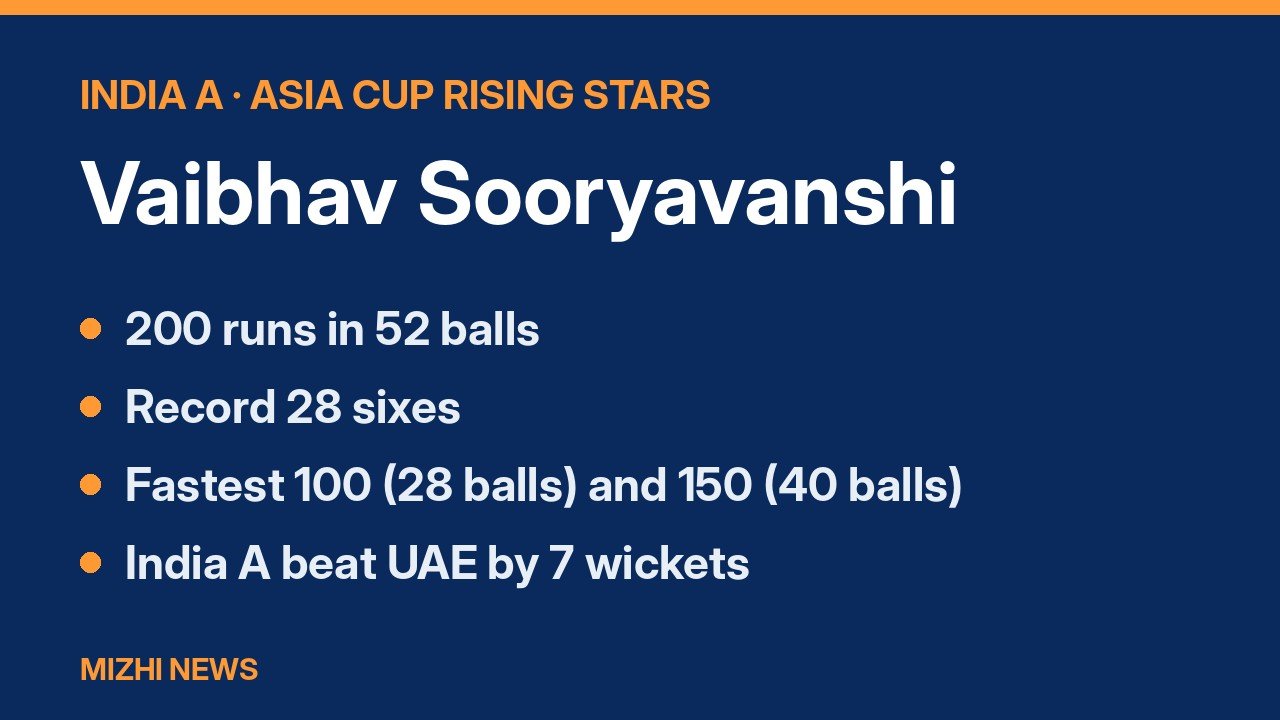 INDIA A · ASIA CUP RISING STARS
Vaibhav Sooryavanshi
200 runs in 52 balls
Record 28 sixes
Fastest 100 (28 balls) and 150 (40 balls)
India A beat UAE by 7 wickets
MIZHI NEWS